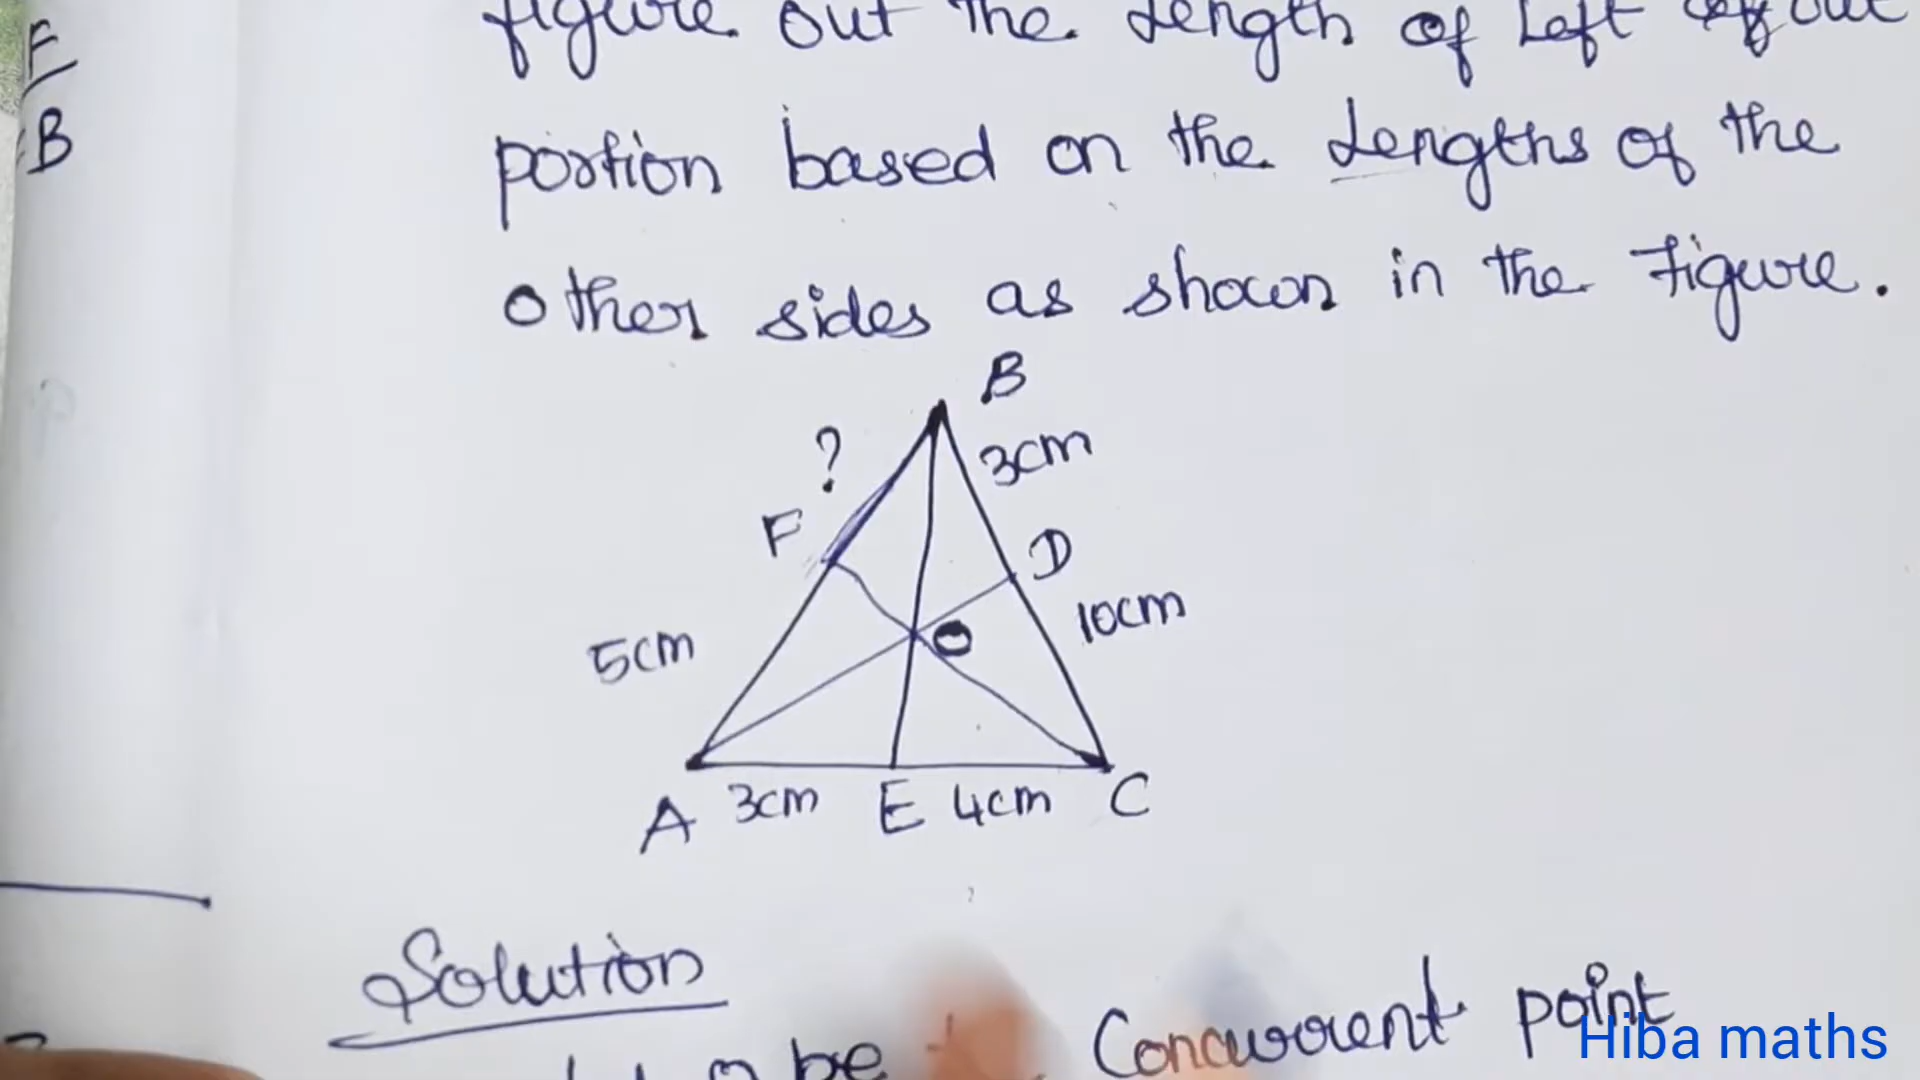 figure out the length of left out
portion based on the lengths of the
other sides as shown in the figure.
F
B
B
?
3cm
F
D
10cm
5cm
O
A 3cm E 4cm C
Solution
be Concurrent point
Hiba maths